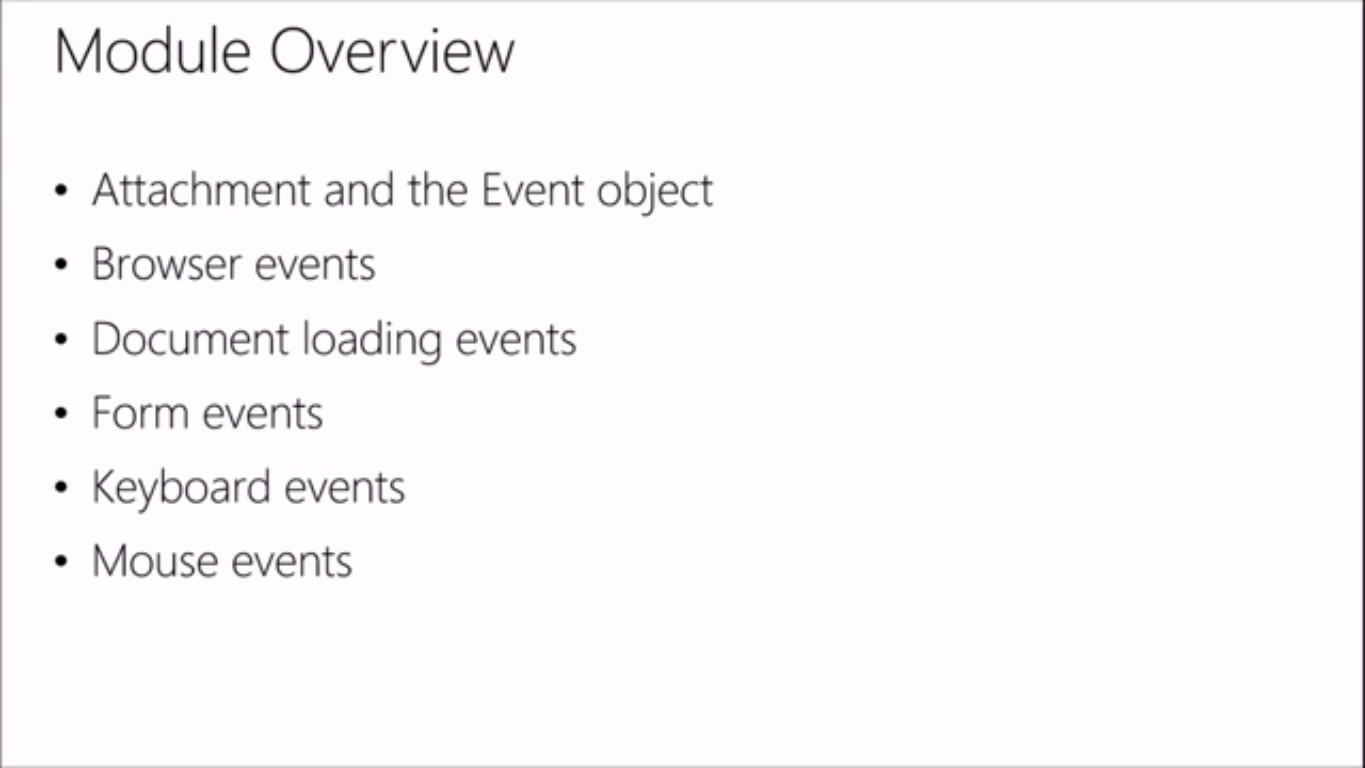 Module Overview
• Attachment and the Event object
• Browser events
• Document loading events
• Form events
• Keyboard events
• Mouse events